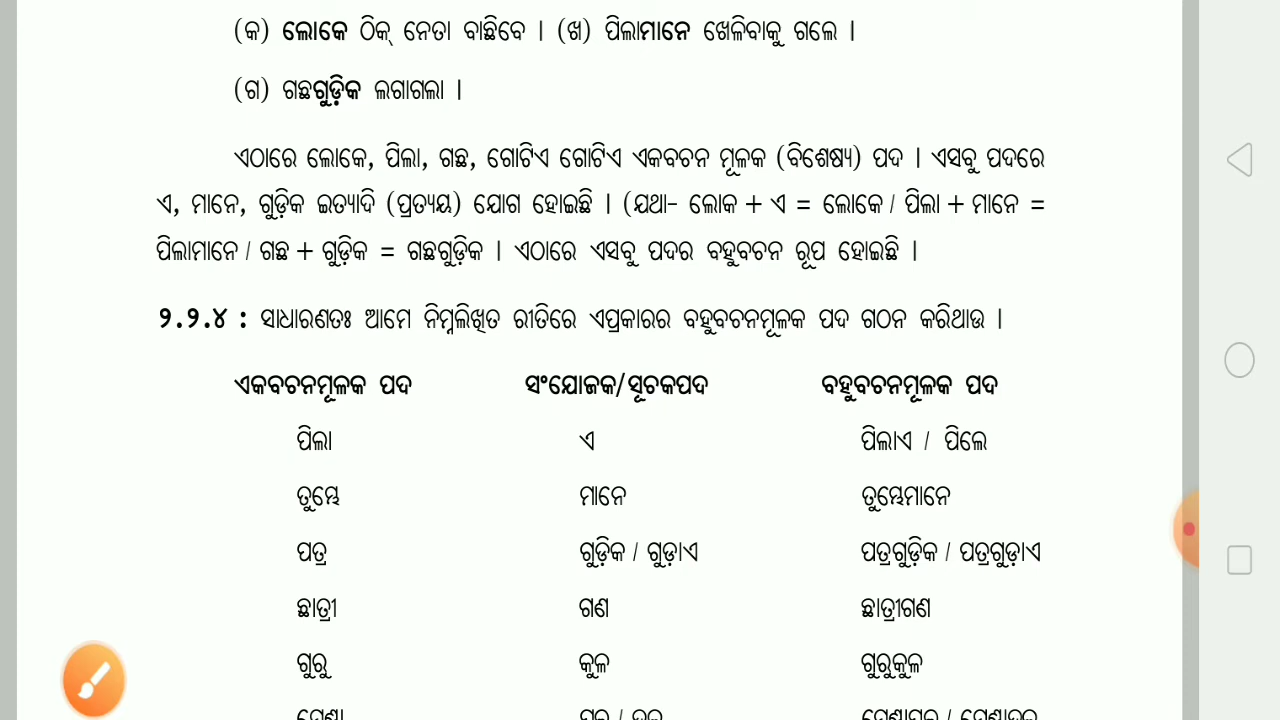 (କ) ଲୋକେ ଠିକ୍ ନେତା ବାଛିବେ । (ଖ) ପିଲାମାନେ ଖେଳିବାକୁ ଗଲେ ।
(ଗ) ଗଛଗୁଡ଼ିକ ଲଗାଗଲା ।
ଏଠାରେ ଲୋକେ, ପିଲା, ଗଛ, ଗୋଟିଏ ଗୋଟିଏ ଏକବଚନ ମୂଳକ (ବିଶେଷ୍ୟ) ପଦ । ଏସବୁ ପଦରେ
ଏ, ମାନେ, ଗୁଡ଼ିକ ଇତ୍ୟାଦି (ପ୍ରତ୍ୟୟ) ଯୋଗ ହୋଇଛି । (ଯଥା- ଲୋକ + ଏ = ଲୋକେ / ପିଲା + ମାନେ =
ପିଲାମାନେ / ଗଛ + ଗୁଡ଼ିକ = ଗଛଗୁଡ଼ିକ । ଏଠାରେ ଏସବୁ ପଦର ବହୁବଚନ ରୂପ ହୋଇଛି ।
୨.୨.୪ : ସାଧାରଣତଃ ଆମେ ନିମ୍ନଲିଖିତ ରୀତିରେ ଏପ୍ରକାରର ବହୁବଚନମୂଳକ ପଦ ଗଠନ କରିଥାଉ ।
ଏକବଚନମୂଳକ ପଦ ସଂଯୋଜକ/ସୂଚକପଦ ବହୁବଚନମୂଳକ ପଦ
ପିଲା ଏ ପିଲାଏ / ପିଲେ
ତୁମ୍ଭେ ମାନେ ତୁମ୍ଭେମାନେ
ପତ୍ର ଗୁଡ଼ିକ / ଗୁଡ଼ାଏ ପତ୍ରଗୁଡ଼ିକ / ପତ୍ରଗୁଡ଼ାଏ
ଛାତ୍ରୀ ଗଣ ଛାତ୍ରୀଗଣ
ଗୁରୁ କୁଳ ଗୁରୁକୁଳ